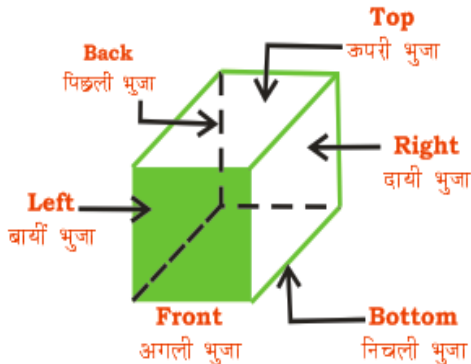 Top
ऊपरी भुजा
Back
पिछली भुजा
Right
दायी भुजा
Left
बायीं भुजा
Front
अगली भुजा
Bottom
निचली भुजा